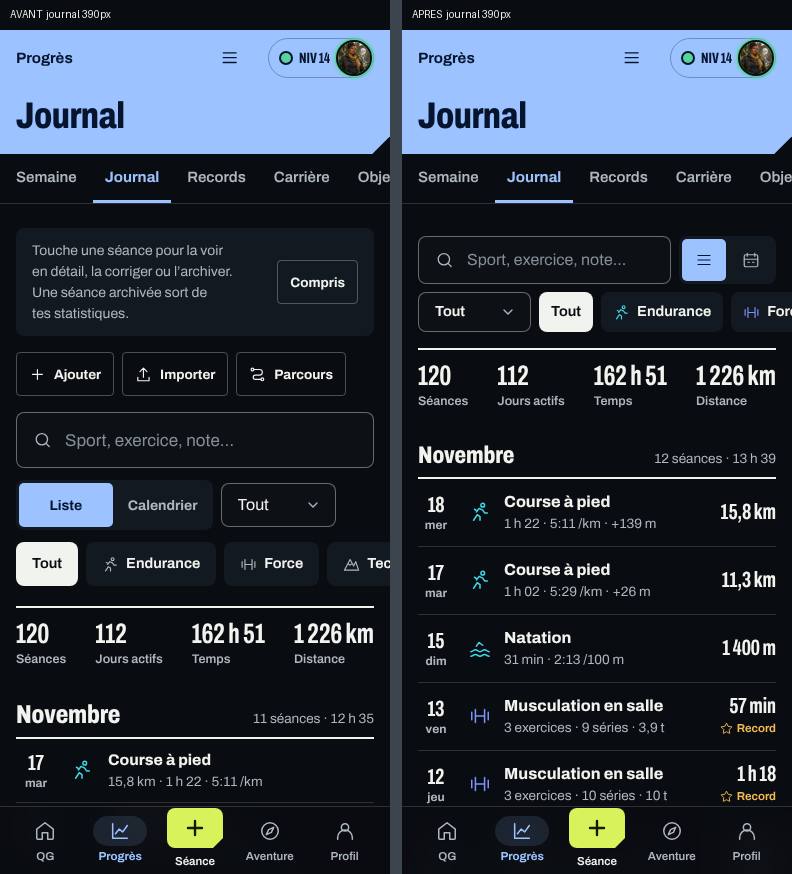 AVANT journal 390px
Progrès
NIV 14
Journal
Semaine Journal Records Carrière Obje
Touche une séance pour la voir
en détail, la corriger ou l’archiver.
Une séance archivée sort de
tes statistiques.
Compris
Ajouter Importer Parcours
Sport, exercice, note...
Liste Calendrier Tout
Tout Endurance Force Tec
120 112 162 h 51 1 226 km
Séances Jours actifs Temps Distance
Novembre 11 séances · 12 h 35
17 Course à pied
mar 15,8 km · 1 h 22 · 5:11 /km
QG Progrès Séance Aventure Profil
APRES journal 390px
Progrès
NIV 14
Journal
Semaine Journal Records Carrière Obje
Sport, exercice, note...
Tout Tout Endurance Forc
120 112 162 h 51 1 226 km
Séances Jours actifs Temps Distance
Novembre 12 séances · 13 h 39
18 Course à pied 15,8 km
mer 1 h 22 · 5:11 /km · +139 m
17 Course à pied 11,3 km
mar 1 h 02 · 5:29 /km · +26 m
15 Natation 1 400 m
dim 31 min · 2:13 /100 m
13 Musculation en salle 57 min
ven 3 exercices · 9 séries · 3,9 t Record
12 Musculation en salle 1 h 18
jeu 3 exercices · 10 séries · 10 t Record
QG Progrès Séance Aventure Profil